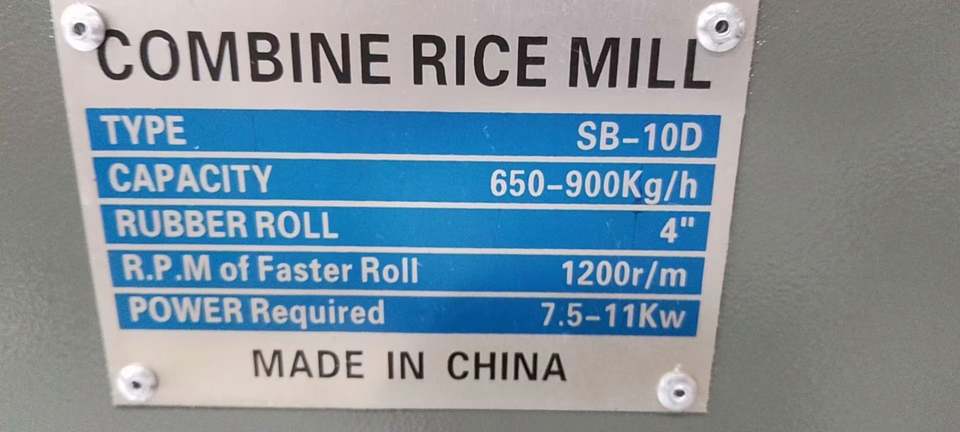 COMBINE RICE MILL
TYPE SB-10D
CAPACITY 650-900Kg/h
RUBBER ROLL 4"
R.P.M of Faster Roll 1200r/m
POWER Required 7.5-11Kw
MADE IN CHINA